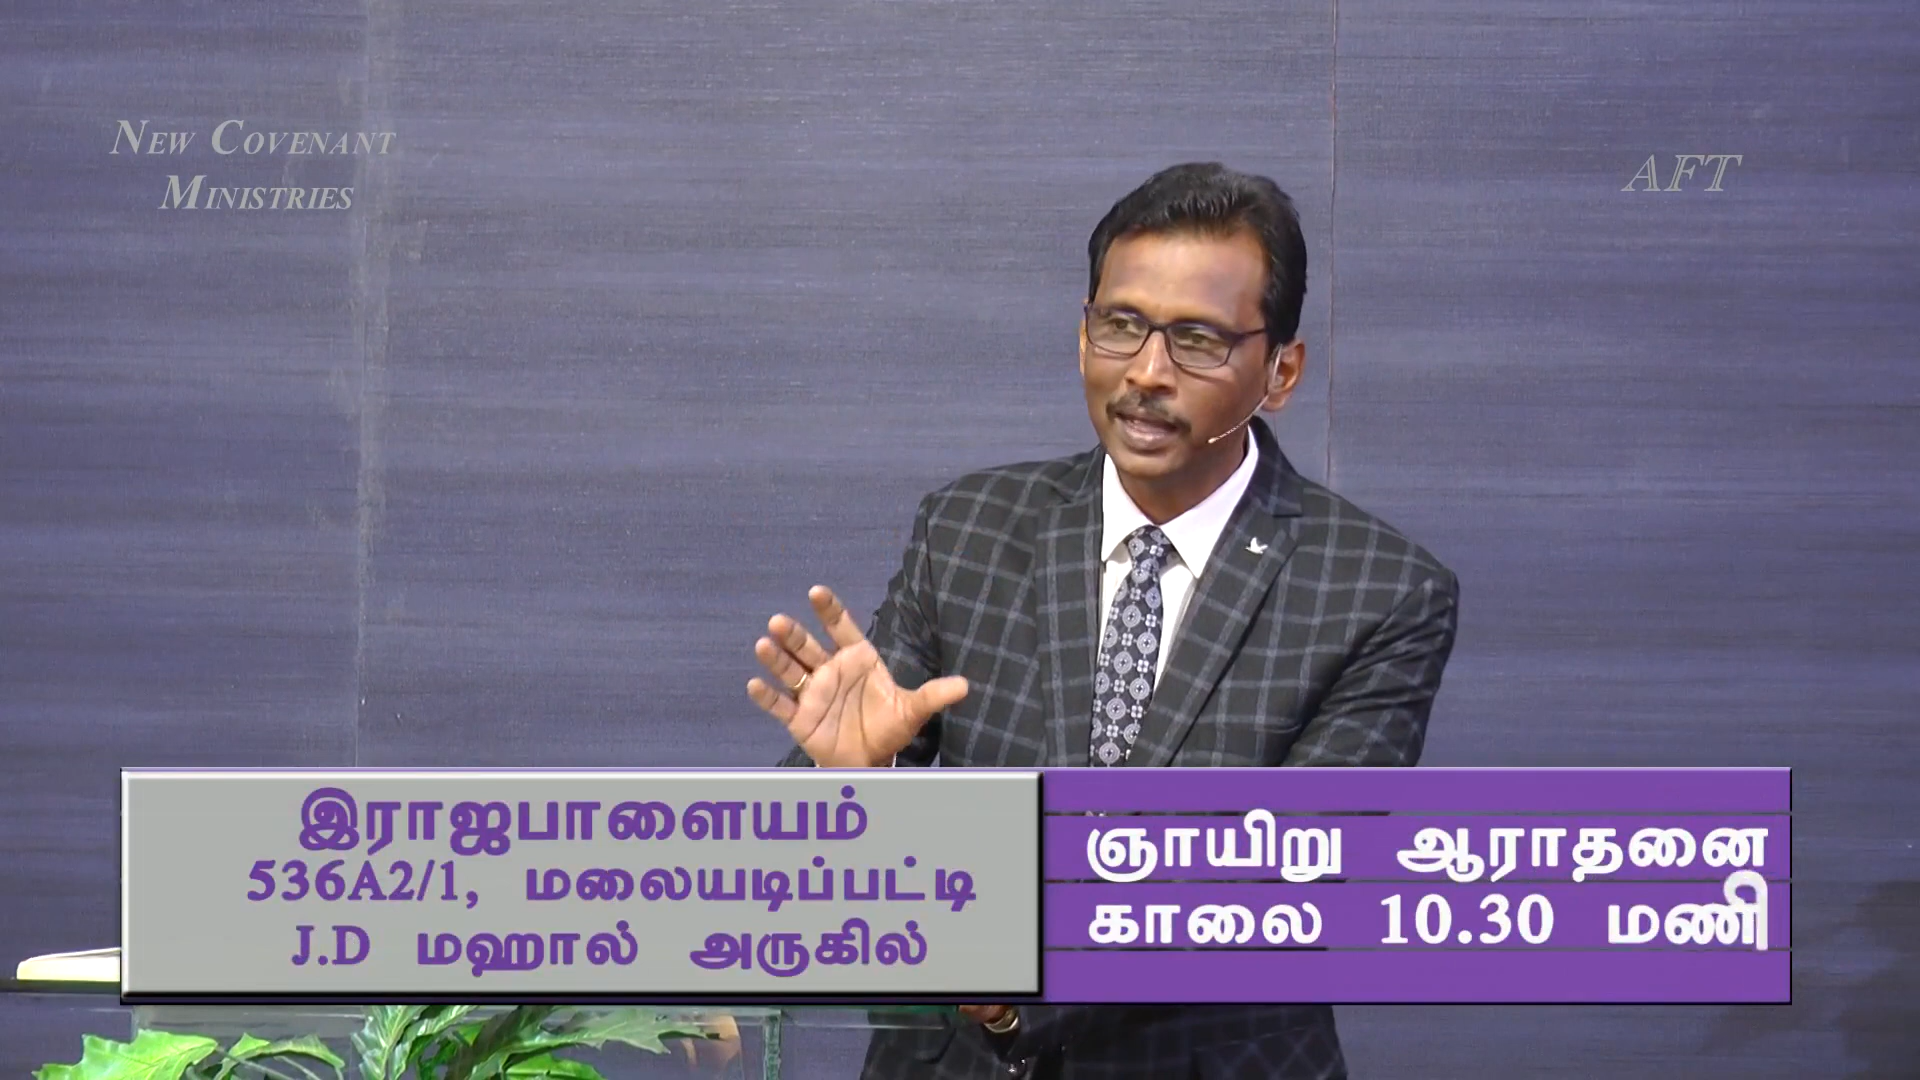 NEW COVENANT
MINISTRIES
AFT
இராஜபாளையம்
536A2/1, மலையடிப்பட்டி
J.D மஹால் அருகில்
ஞாயிறு ஆராதனை
காலை 10.30 மணி